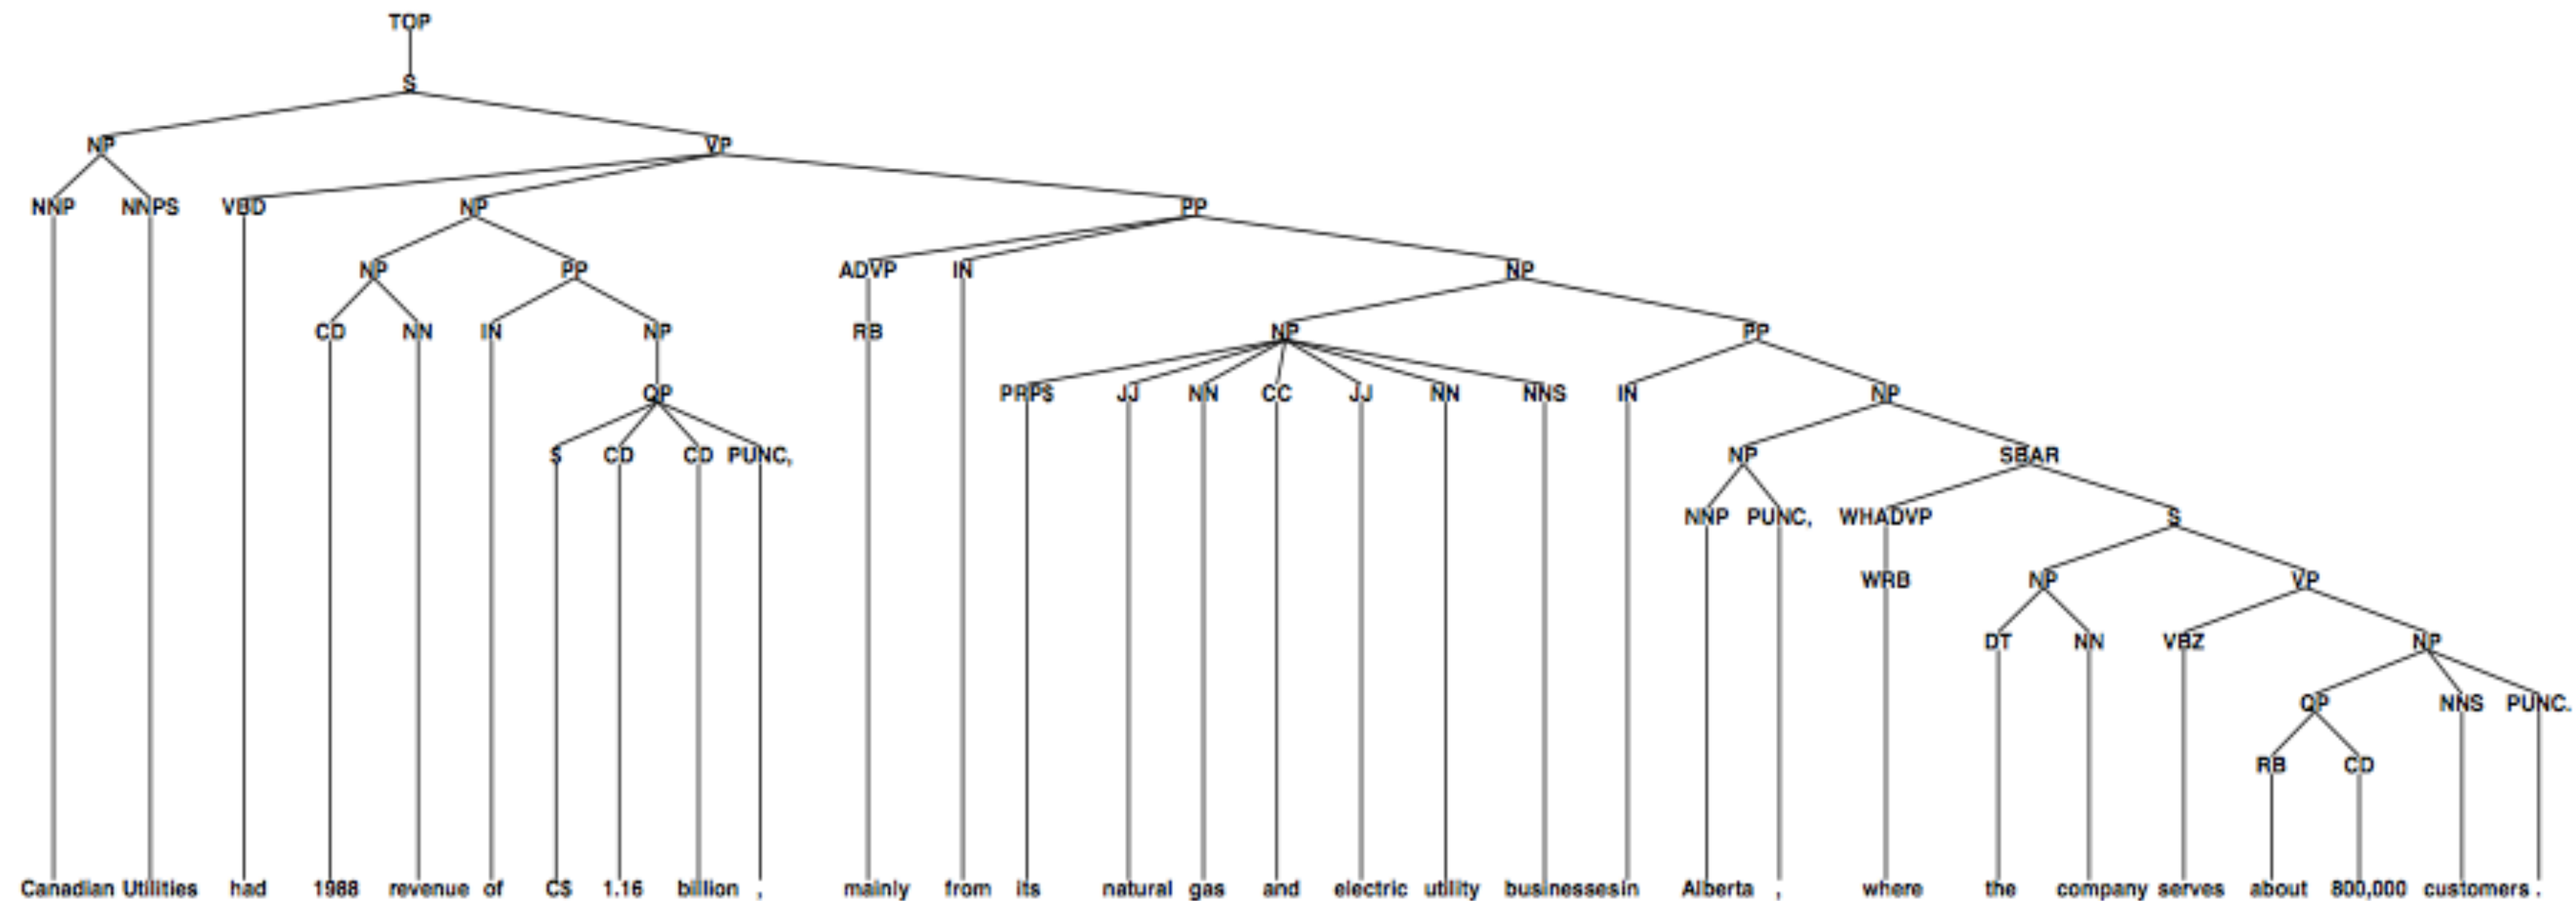 TOP
S
NP VP
NNP NNPS VBD NP PP
NP PP ADVP IN NP
CD NN IN NP RB NP PP
QP PRPS JJ NN CC JJ NN NNS IN NP
$ CD CD PUNC, NP SBAR
NNP PUNC, WHADVP S
WRB NP VP
DT NN VBZ NP
QP NNS PUNC.
RB CD
Canadian Utilities had 1988 revenue of C$ 1.16 billion , mainly from its natural gas and electric utility businesses in Alberta , where the company serves about 800,000 customers .